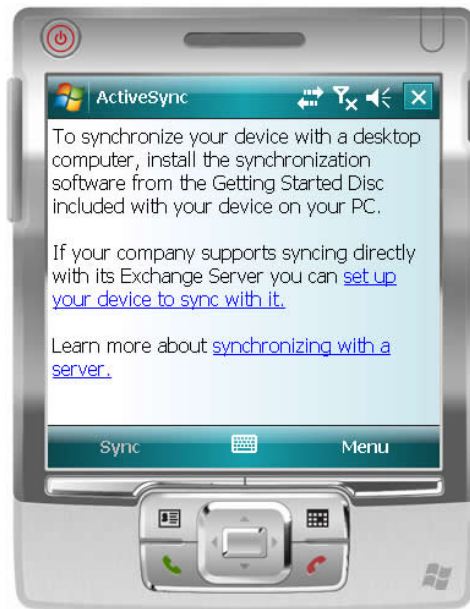 ActiveSync
To synchronize your device with a desktop
computer, install the synchronization
software from the Getting Started Disc
included with your device on your PC.
If your company supports syncing directly
with its Exchange Server you can set up
your device to sync with it.
Learn more about synchronizing with a
server.
Sync Menu